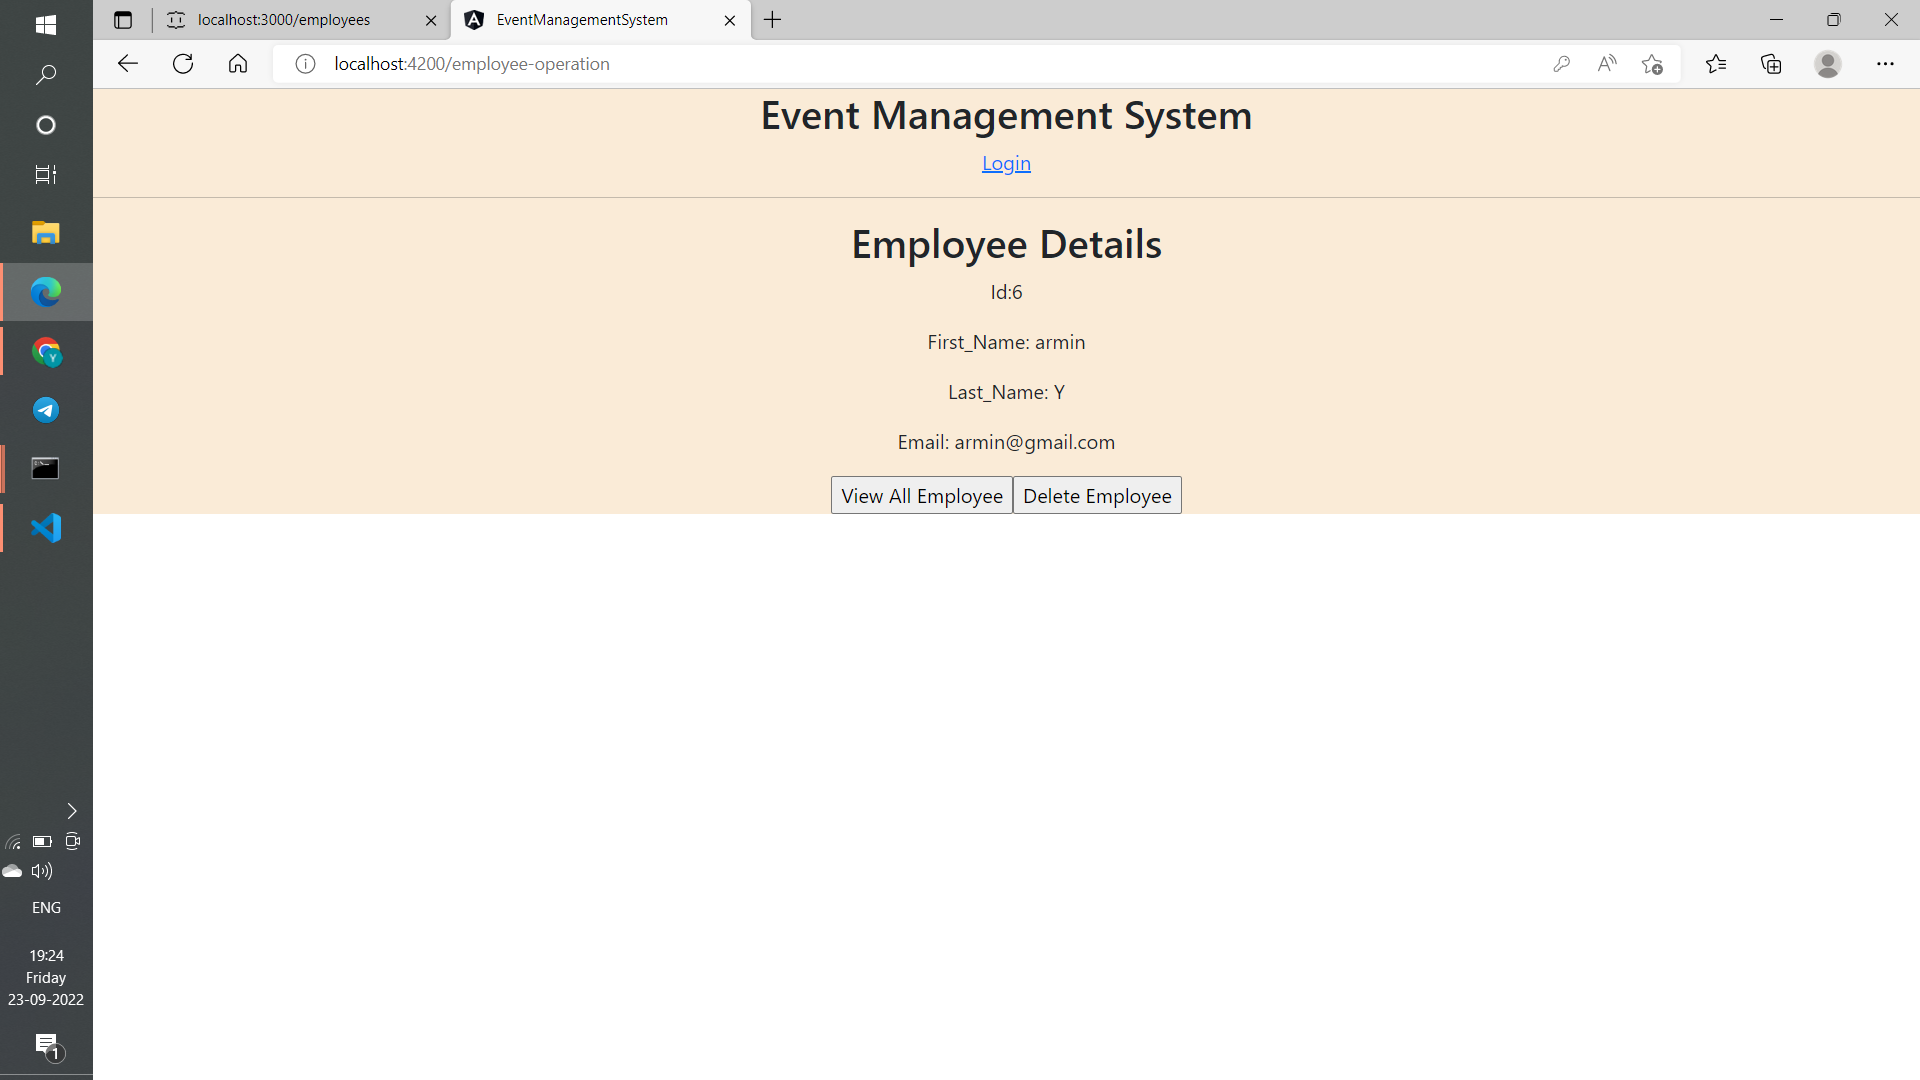 localhost:3000/employees
EventManagementSystem
localhost:4200/employee-operation
Event Management System
Login
Employee Details
Id:6
First_Name: armin
Last_Name: Y
Email: armin@gmail.com
View All Employee Delete Employee
Y
ENG
19:24
Friday
23-09-2022
1